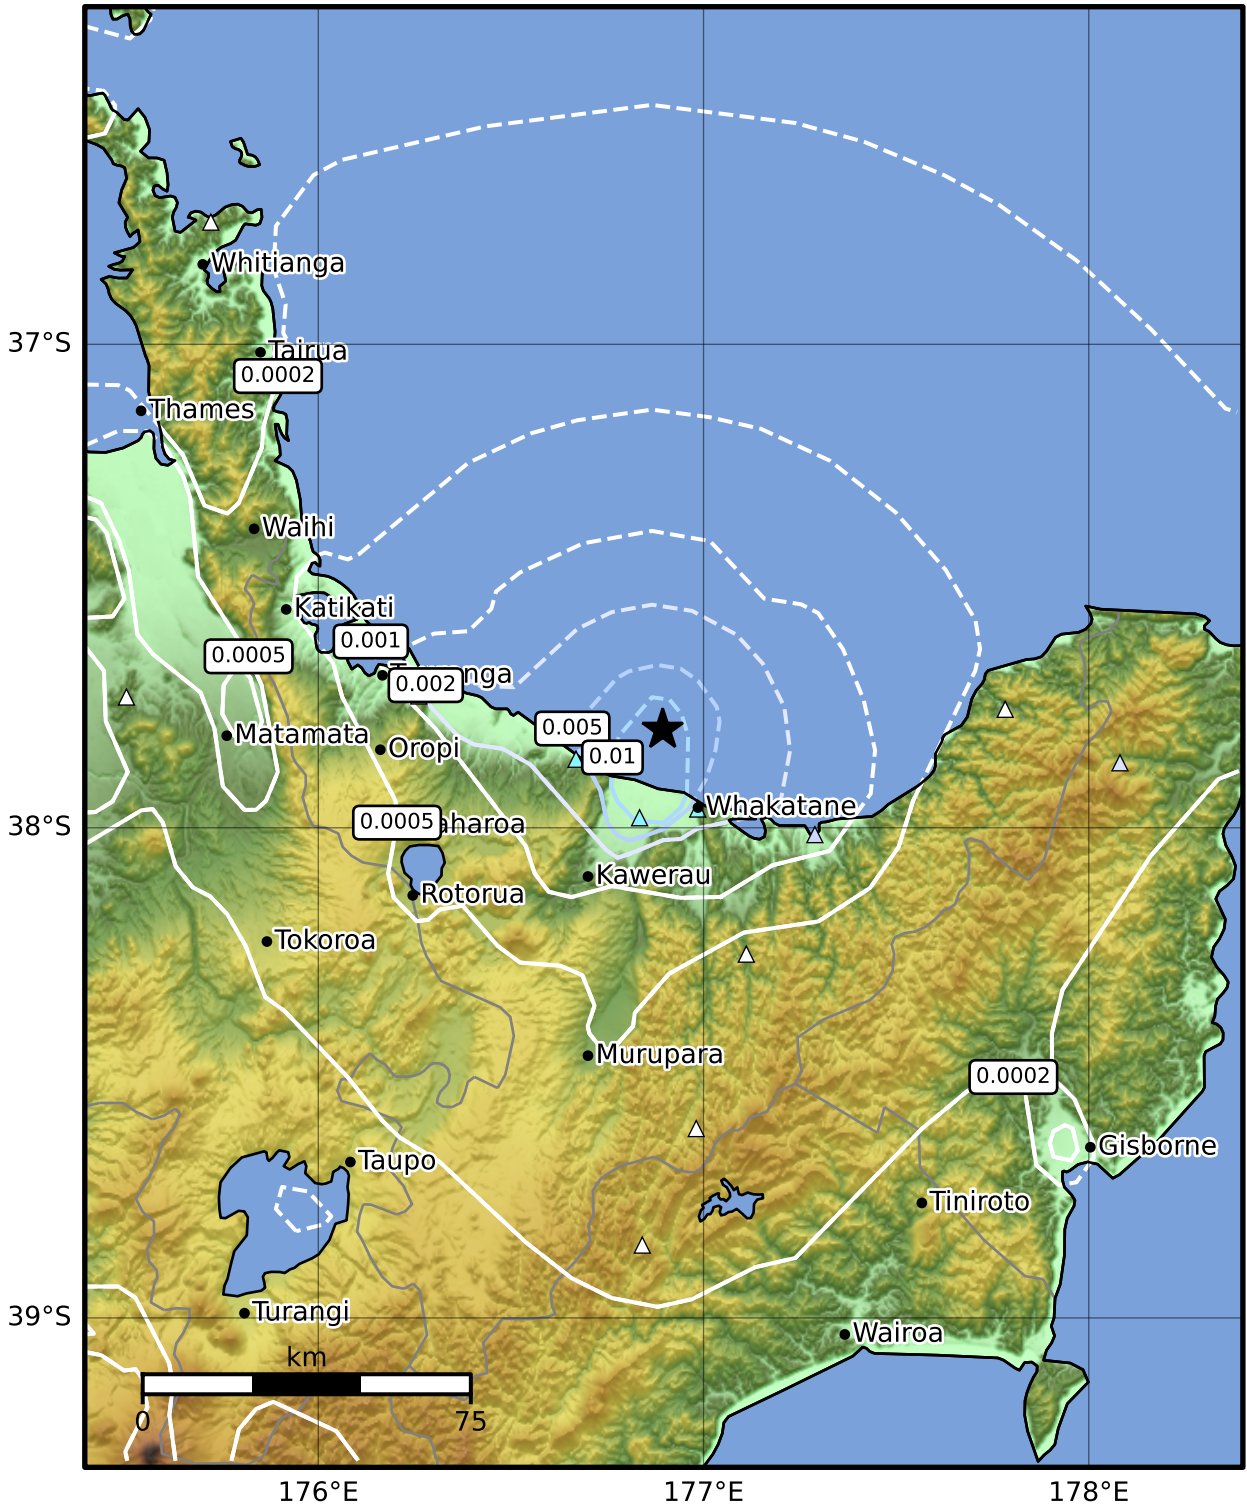 Whitianga
37°S
Tairua
0.0002
Thames
Waihi
Katikati
0.001
0.0005
0.002
Matamata
Oropi
0.005
0.01
Whakatane
38°S
0.0005
Kawerau
Rotorua
Tokoroa
Murupara
0.0002
Gisborne
Taupo
Tiniroto
39°S
Turangi
Wairoa
km
0
75
176°E
177°E
178°E